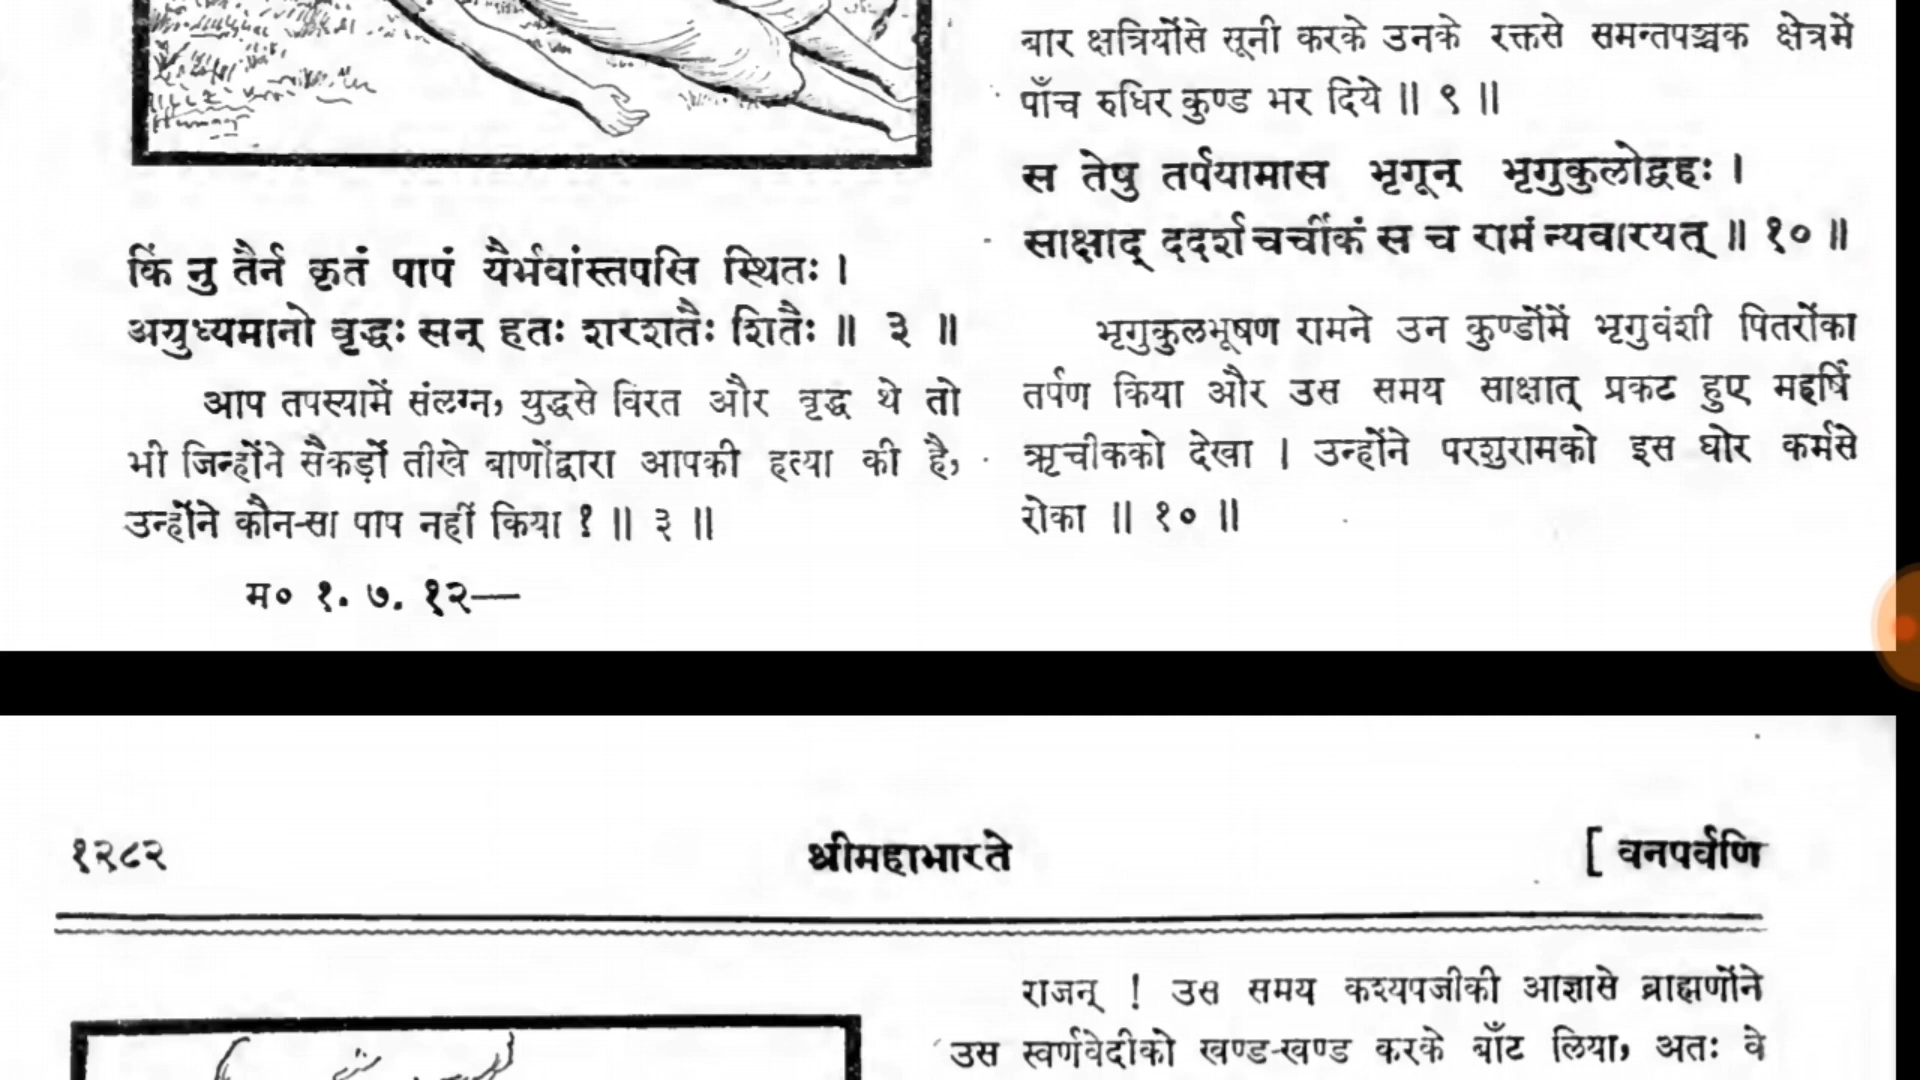 किं नु तैर्न कृतं पापं यैर्भवांस्तपसि स्थितः ।
अयुध्यमानो वृद्धः सन् हतः शरशतैः शितैः ॥ ३ ॥
आप तपस्यामें संलग्न, युद्धसे विरत और वृद्ध थे तो
भी जिन्होंने सैकड़ों तीखे बाणोंद्वारा आपकी हत्या की है,
उन्होंने कौन-सा पाप नहीं किया ? ॥ ३ ॥
म० १. ७. १२—
बार क्षत्रियोंसे सूनी करके उनके रक्तसे समन्तपञ्चक क्षेत्रमें
पाँच रुधिर कुण्ड भर दिये ॥ ९ ॥
स तेषु तर्पयामास भृगून् भृगुकुलोद्वहः ।
साक्षाद् ददर्श चर्चीकं स च रामं न्यवारयत् ॥ १० ॥
भृगुकुलभूषण रामने उन कुण्डोंमें भृगुवंशी पितरोंका
तर्पण किया और उस समय साक्षात् प्रकट हुए महर्षि
ऋचीकको देखा । उन्होंने परशुरामको इस घोर कर्मसे
रोका ॥ १० ॥
१२८२ श्रीमहाभारते [ वनपर्वणि
राजन् ! उस समय कश्यपजीकी आज्ञासे ब्राह्मणोंने
उस स्वर्णवेदीको खण्ड-खण्ड करके बाँट लिया, अतः वे